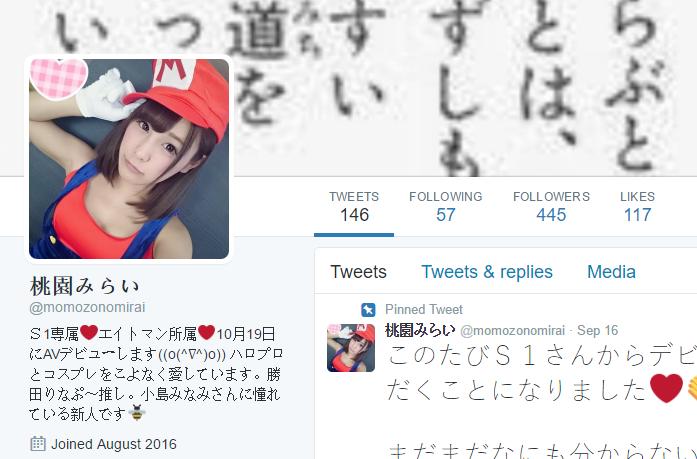 らぶと
とは、
ずしも
すい
道を
みち
っ
い
M
TWEETS FOLLOWING FOLLOWERS LIKES
146 57 445 117
桃園みらい
@momozonomirai
Ｓ1専属❤エイトマン所属❤10月19日
にAVデビューします((o(^∇^)o)) ハロプロ
とコスプレをこよなく愛しています。勝
田りなぷ〜推し。小島みなみさんに憧れ
ている新人です🐝
Joined August 2016
Tweets Tweets & replies Media
Pinned Tweet
桃園みらい @momozonomirai · Sep 16
このたびＳ１さんからデビ
だくことになりました❤👏
まだまだなにも分からない